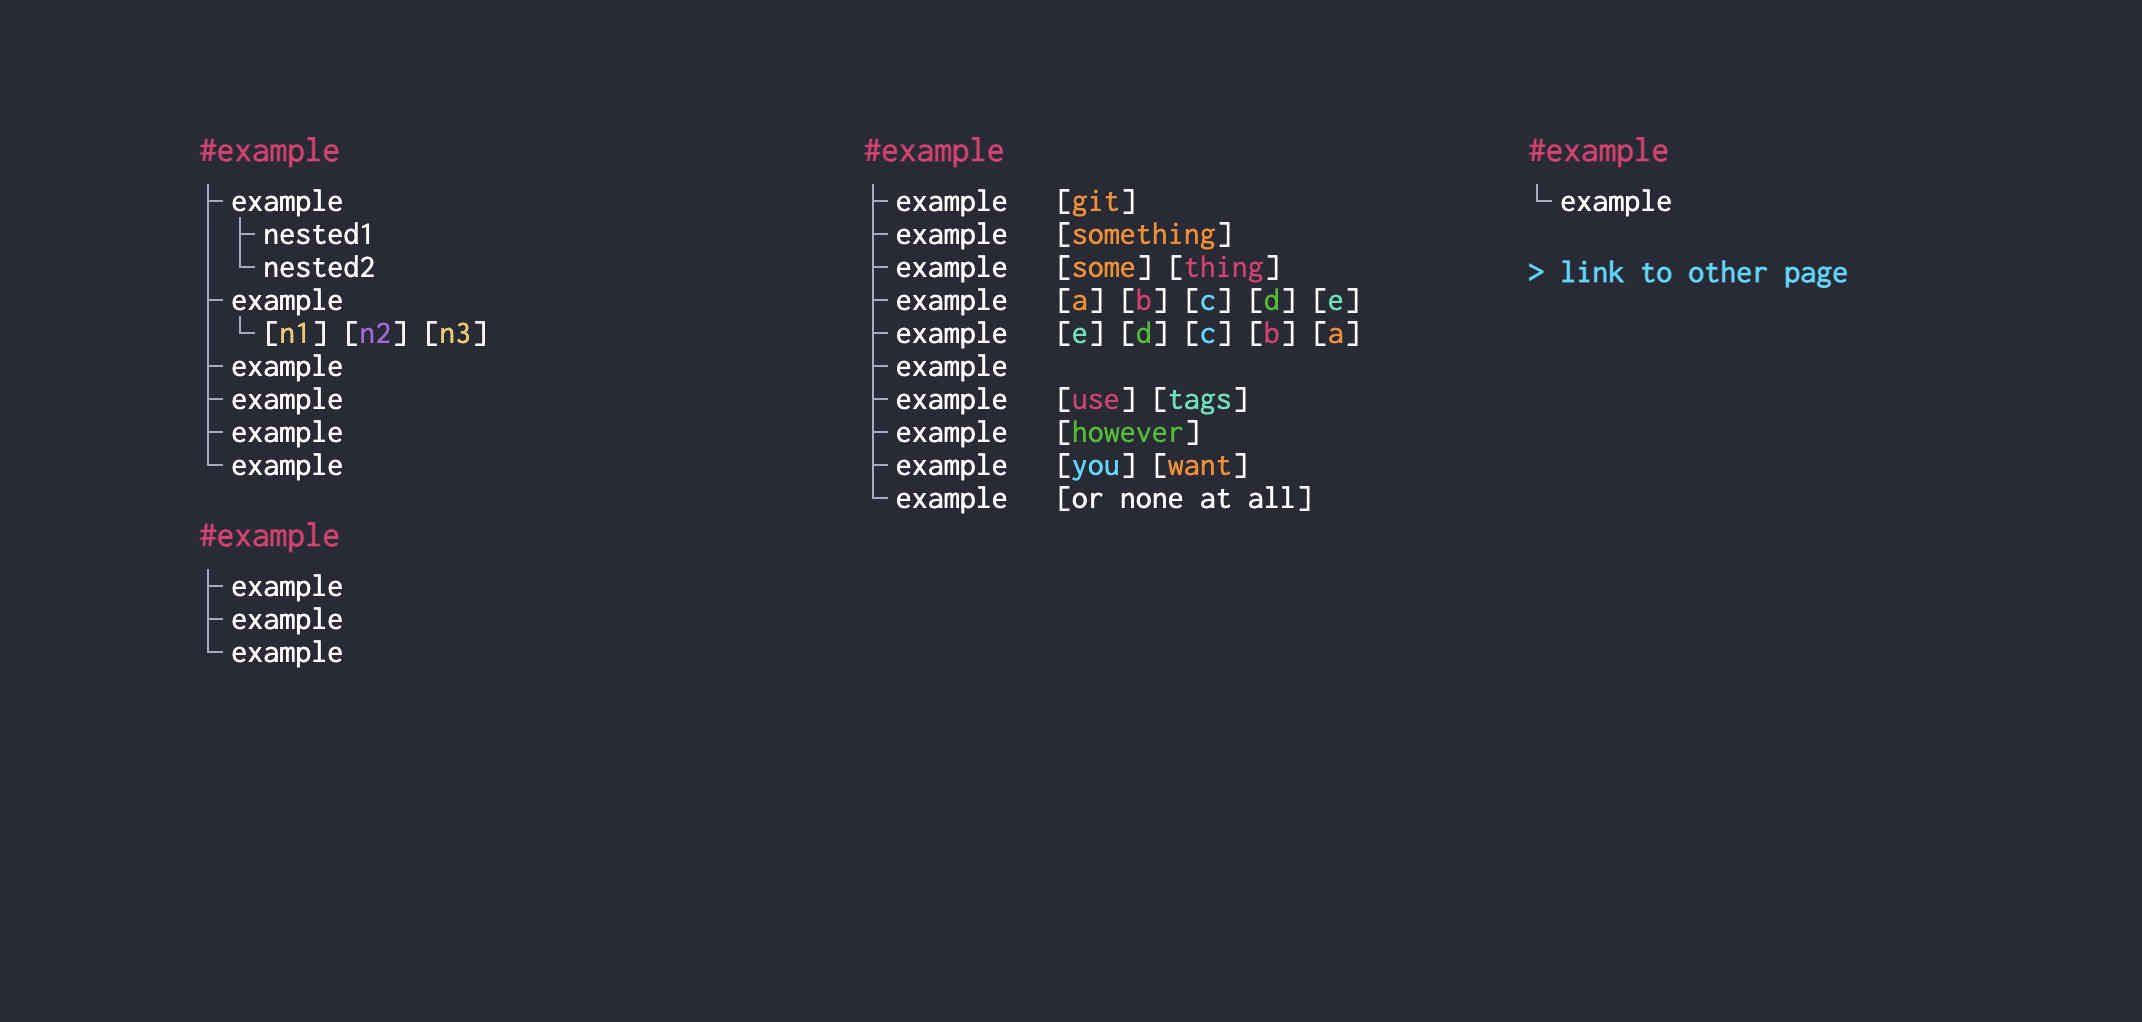 #example
example
nested1
nested2
example
[n1] [n2] [n3]
example
example
example
example
#example
example
example
example
#example
example [git]
example [something]
example [some] [thing]
example [a] [b] [c] [d] [e]
example [e] [d] [c] [b] [a]
example
example [use] [tags]
example [however]
example [you] [want]
example [or none at all]
#example
example
> link to other page